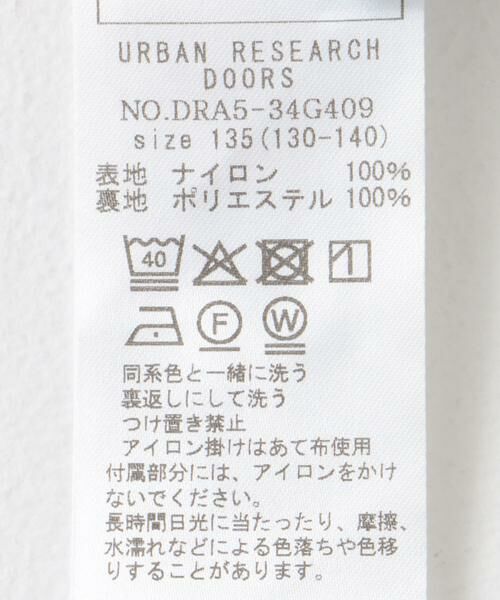 URBAN RESEARCH
DOORS
NO.DRA5-34G409
size 135(130-140)
表地 ナイロン 100%
裏地 ポリエステル 100%
40
F W
同系色と一緒に洗う
裏返しにして洗う
つけ置き禁止
アイロン掛けはあて布使用
付属部分には、アイロンをかけ
ないでください。
長時間日光に当たったり、摩擦、
水濡れなどによる色落ちや色移
りすることがあります。